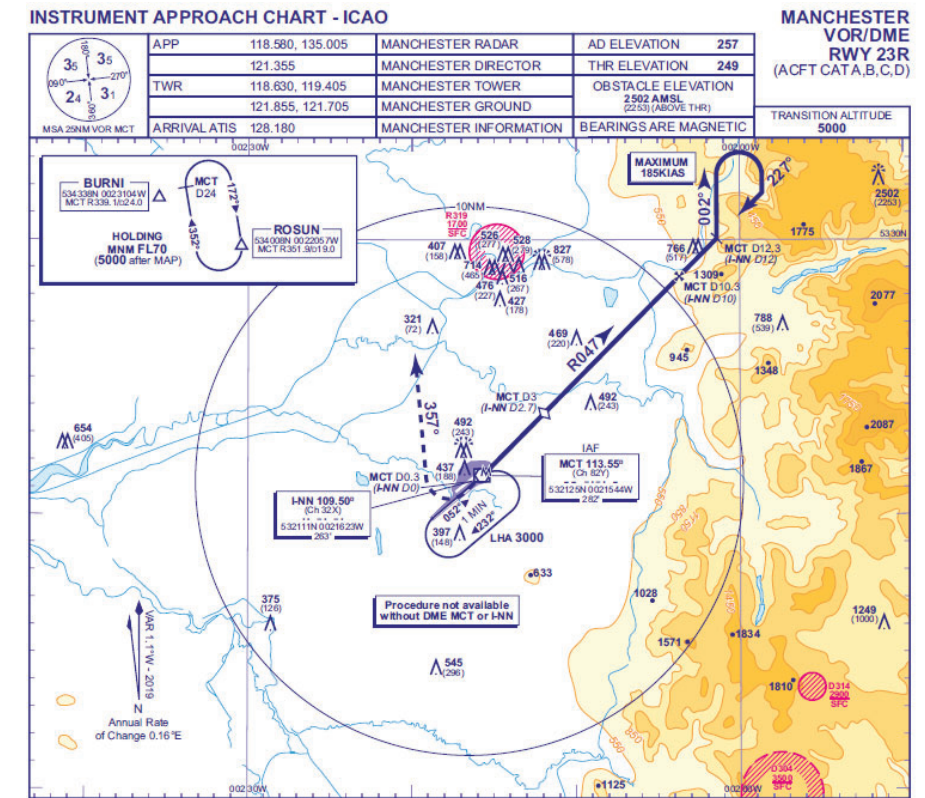 INSTRUMENT APPROACH CHART - ICAO
MANCHESTER
VOR/DME
RWY 23R
(ACFT CAT A,B,C,D)
APP 118.580, 135.005 MANCHESTER RADAR AD ELEVATION 257
121.355 MANCHESTER DIRECTOR THR ELEVATION 249
TWR 118.630, 119.405 MANCHESTER TOWER OBSTACLE ELEVATION
2502 AMSL
(2253) (ABOVE THR)
121.855, 121.705 MANCHESTER GROUND
ARRIVAL ATIS 128.180 MANCHESTER INFORMATION BEARINGS ARE MAGNETIC
TRANSITION ALTITUDE
5000
180°
35 35
090° 270°
24 31
360°
MSA 25NM VOR MCT
002 30W
002 00W
BURNI
534338N 0023104W
MCT R339.1/D24.0
MCT
D24
172°
352°
HOLDING
MNM FL70
(5000 after MAP)
ROSUN
534008N 0022057W
MCT R351.9/D19.0
MAXIMUM
185KIAS
002°
227°
2502
(2253)
5330N
1775
10NM
R319
1700
SFC
407
(158)
526
(277)
528
(279)
827
(578)
714
(465)
516
(267)
476
(227)
427
(178)
766
(517)
MCT D12.3
(I-NN D12)
1309
MCT D10.3
(I-NN D10)
2077
321
(72)
469
(220)
R047
788
(539)
945
1348
357°
MCT D3
(I-NN D2.7)
492
(243)
654
(405)
492
(243)
2087
1867
437
(188)
MCT D0.3
(I-NN D0)
IAF
MCT 113.55
(Ch 82Y)
532125N 0021544W
282'
I-NN 109.50
(Ch 32X)
532111N 0021623W
263'
052°
1 MIN
232°
397
(148)
LHA 3000
633
Procedure not available
without DME MCT or I-NN
375
(126)
1028
1571
1834
1249
(1000)
545
(296)
1810
D314
2900
SFC
VAR 1.1°W - 2019
N
Annual Rate
of Change 0.16°E
550
850
1150
550
850
D304
3500
SFC
1125
002 30W